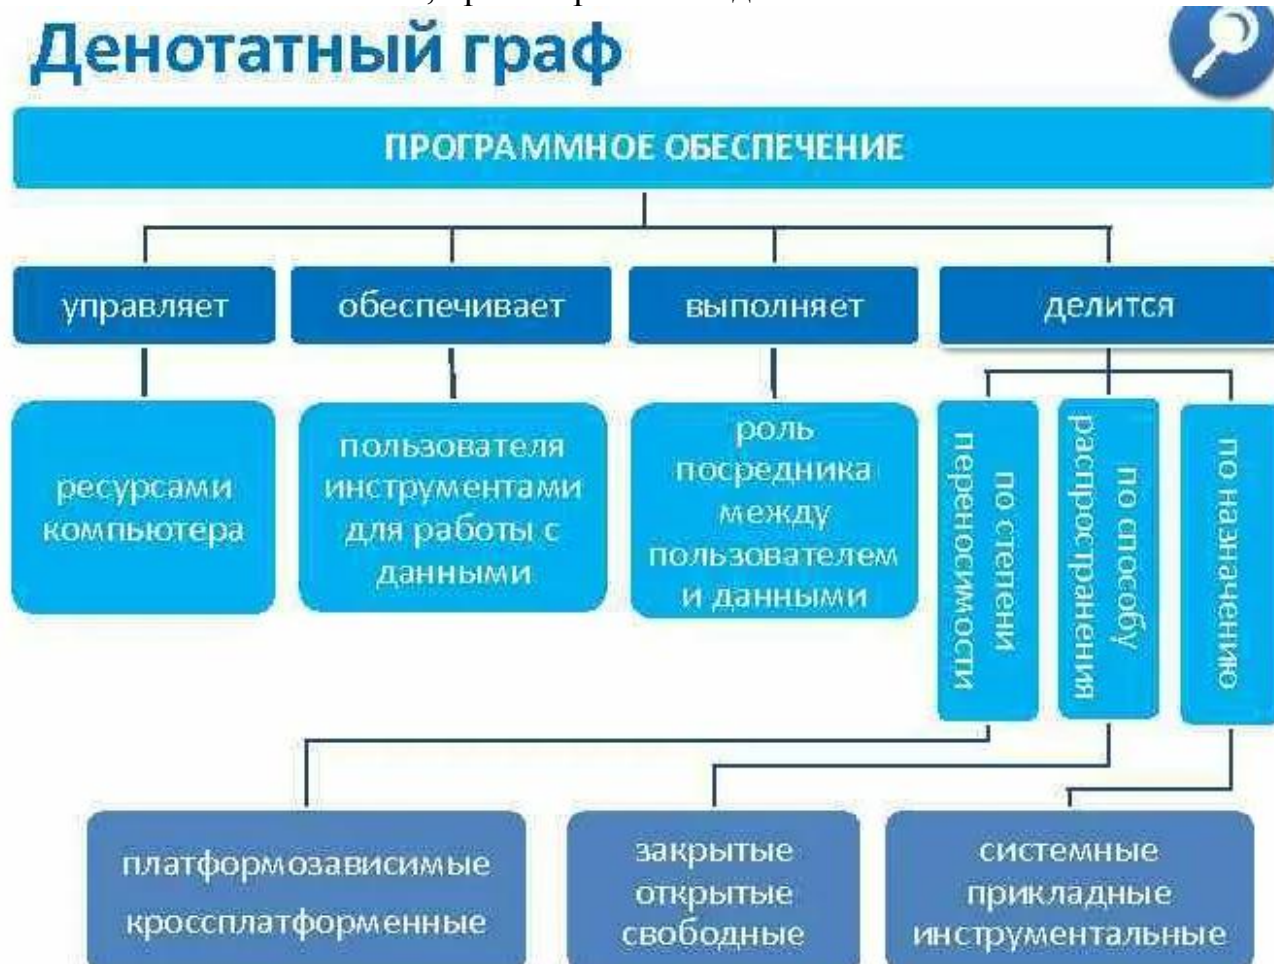 Денотатный граф
ПРОГРАММНОЕ ОБЕСПЕЧЕНИЕ
управляет
обеспечивает
выполняет
делится
ресурсами
компьютера
пользователя
инструментами
для работы с
данными
роль
посредника
между
пользователем
и данными
по степени
переносимости
по способу
распространения
по назначению
платформозависимые
кроссплатформенные
закрытые
открытые
свободные
системные
прикладные
инструментальные